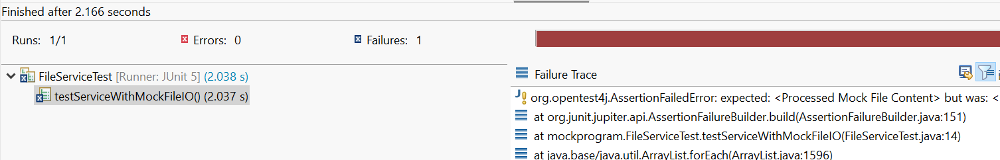 Finished after 2.166 seconds
Runs: 1/1 Errors: 0 Failures: 1
FileServiceTest [Runner: JUnit 5] (2.038 s)
testServiceWithMockFileIO() (2.037 s)
Failure Trace
org.opentest4j.AssertionFailedError: expected: <Processed Mock File Content> but was: <
at org.junit.jupiter.api.AssertionFailureBuilder.build(AssertionFailureBuilder.java:151)
at mockprogram.FileServiceTest.testServiceWithMockFileIO(FileServiceTest.java:14)
at java.base/java.util.ArrayList.forEach(ArrayList.java:1596)